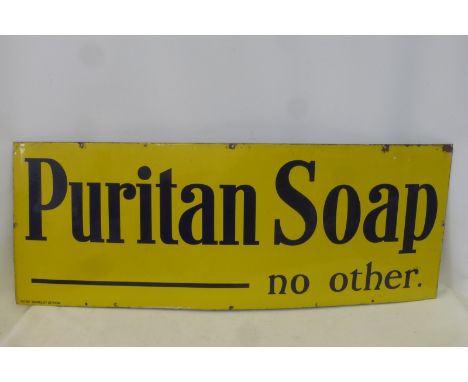 Puritan Soap
no other.